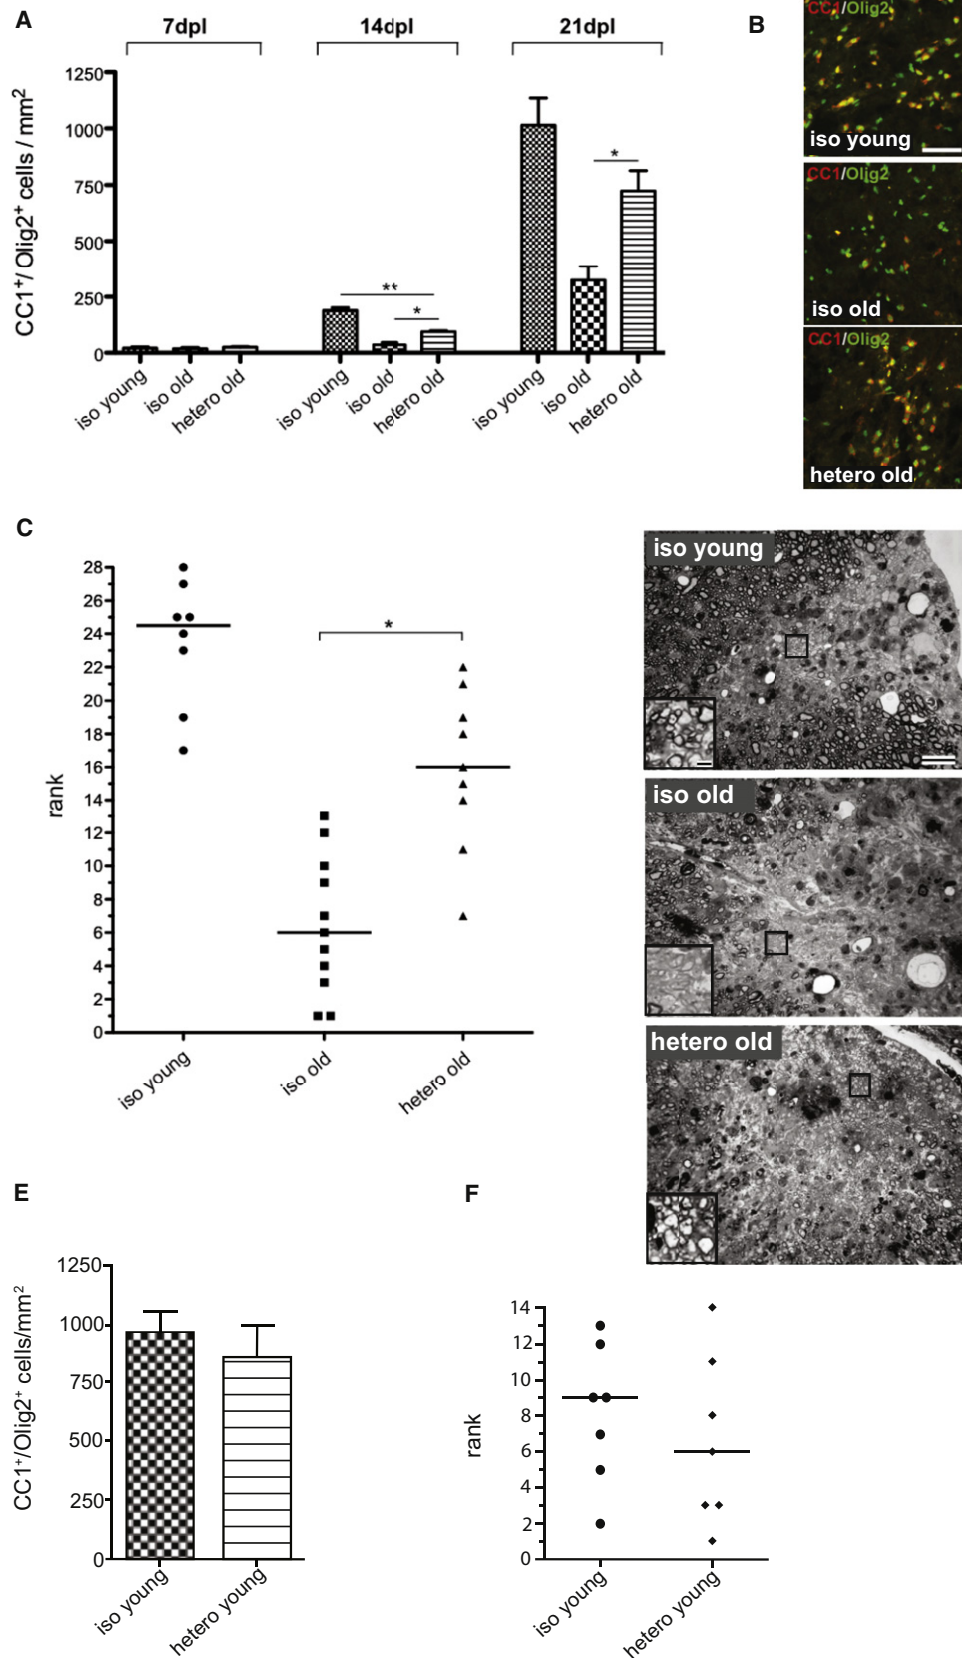 A
7dpl
14dpl
21dpl
CC1⁺/Olig2⁺ cells / mm²
1250
1000
750
500
250
0
**
*
*
iso young
iso old
hetero old
iso young
iso old
hetero old
iso young
iso old
hetero old
B
CC1/Olig2
iso young
CC1/Olig2
iso old
CC1/Olig2
hetero old
C
rank
28
26
24
22
20
18
16
14
12
10
8
6
4
2
0
*
iso young
iso old
hetero old
iso young
iso old
hetero old
E
CC1⁺/Olig2⁺ cells/mm²
1250
1000
750
500
250
0
iso young
hetero young
F
rank
14
12
10
8
6
4
2
0
iso young
hetero young